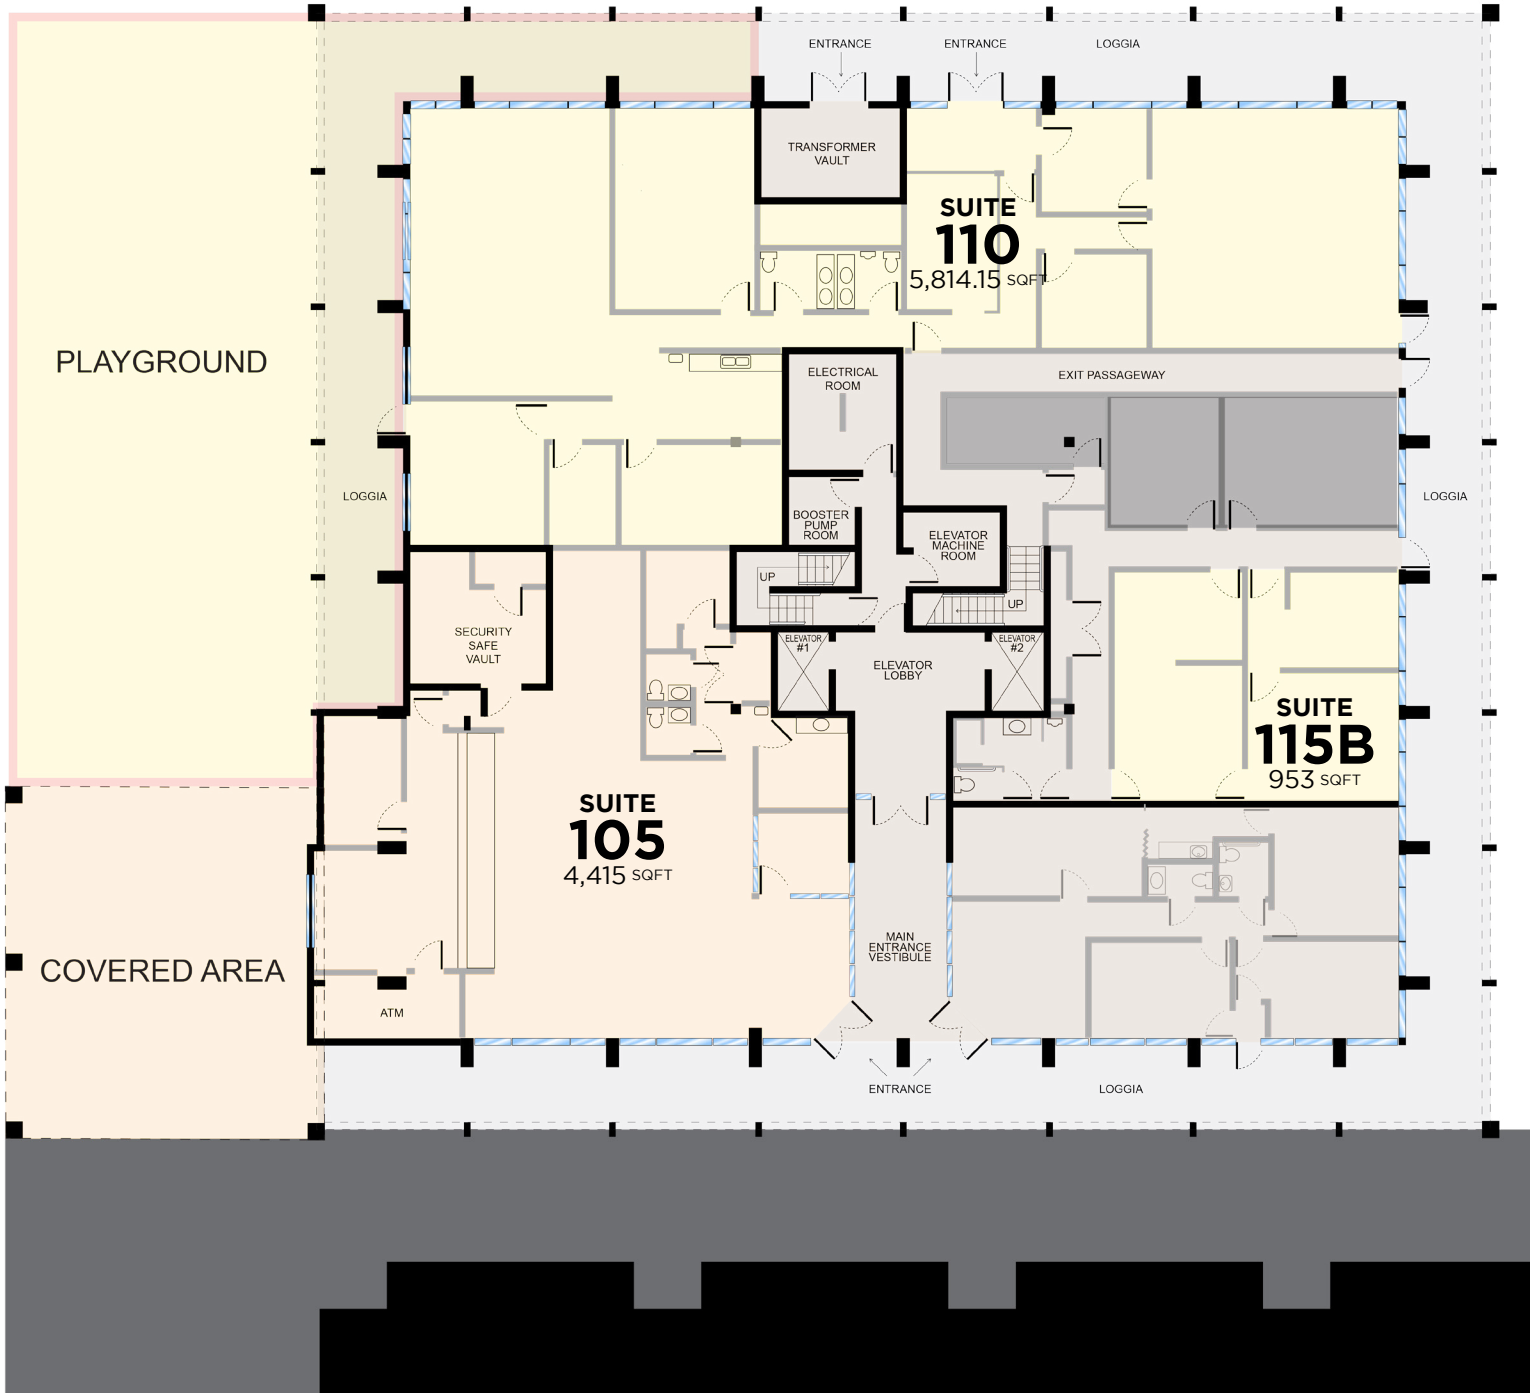 ENTRANCE
ENTRANCE
LOGGIA
TRANSFORMER
VAULT
SUITE
110
5,814.15 SQFT
PLAYGROUND
ELECTRICAL
ROOM
EXIT PASSAGEWAY
LOGGIA
LOGGIA
BOOSTER
PUMP
ROOM
ELEVATOR
MACHINE
ROOM
UP
UP
SECURITY
SAFE
VAULT
ELEVATOR
#1
ELEVATOR
#2
ELEVATOR
LOBBY
SUITE
115B
953 SQFT
SUITE
105
4,415 SQFT
MAIN
ENTRANCE
VESTIBULE
COVERED AREA
ATM
ENTRANCE
LOGGIA